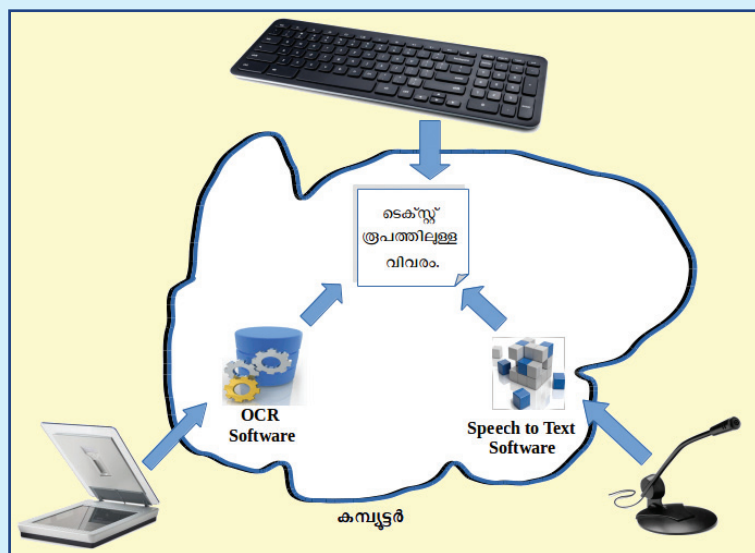 ടെക്സ്റ്റ്
രൂപത്തിലുള്ള
വിവരം.
OCR
Software
Speech to Text
Software
കമ്പ്യൂട്ടർ